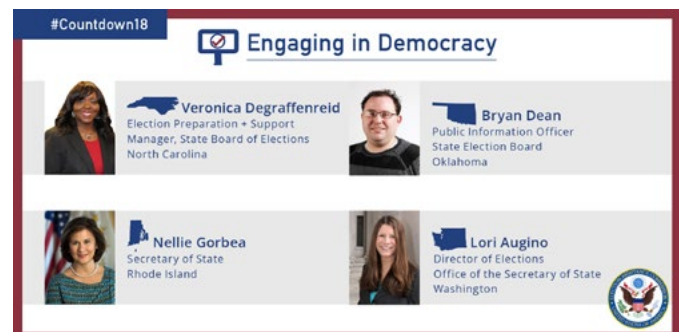 #Countdown18
Engaging in Democracy
Veronica Degraffenreid
Election Preparation + Support
Manager, State Board of Elections
North Carolina
Bryan Dean
Public Information Officer
State Election Board
Oklahoma
Nellie Gorbea
Secretary of State
Rhode Island
Lori Augino
Director of Elections
Office of the Secretary of State
Washington